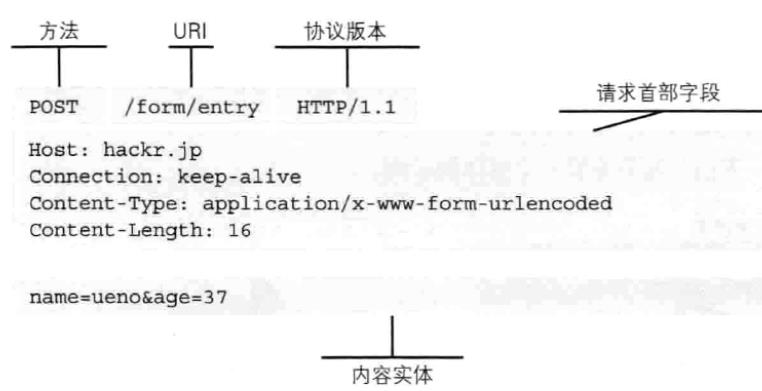 方法 URI 协议版本
请求首部字段
POST /form/entry HTTP/1.1
Host: hackr.jp
Connection: keep-alive
Content-Type: application/x-www-form-urlencoded
Content-Length: 16
name=ueno&age=37
内容实体